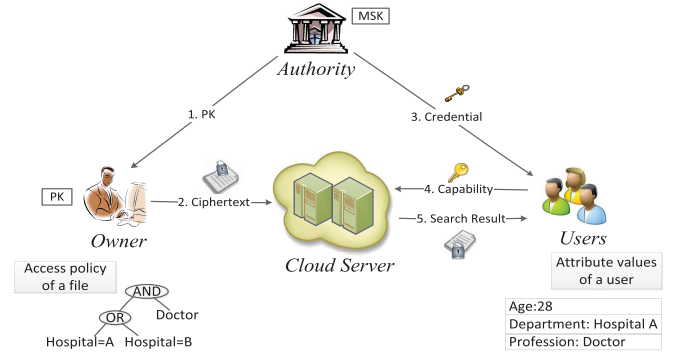 MSK
Authority
1. PK
3. Credential
PK
2. Ciphertext
4. Capability
5. Search Result
Owner
Cloud Server
Users
Access policy
of a file
AND
OR
Doctor
Hospital=A
Hospital=B
Attribute values
of a user
Age:28
Department: Hospital A
Profession: Doctor